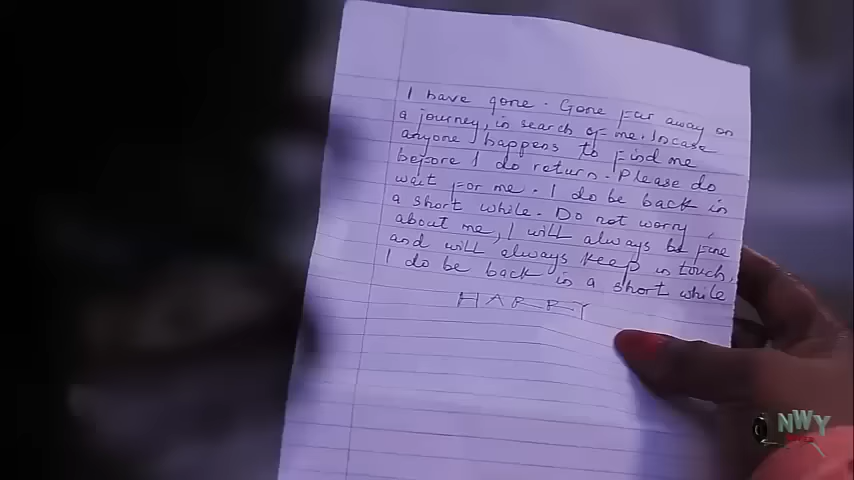 I have gone. Gone far away on
a journey, in search of me. Incase
anyone happens to find me
before I do return. Please do
wait for me. I do be back in
a short while. Do not worry
about me, I will always be fine
and will always keep in touch,
I do be back in a short while
HARRY
NWY